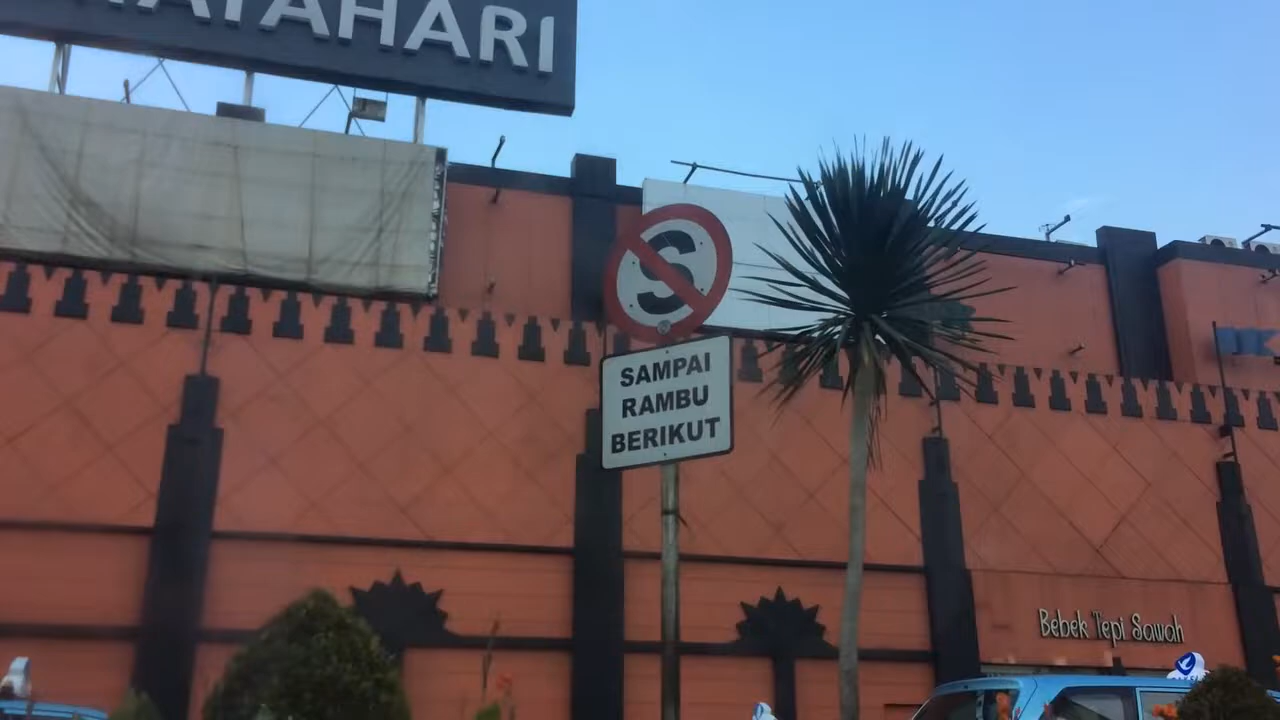 ATAHARI
S
SAMPAI
RAMBU
BERIKUT
Bebek Tepi Sawah